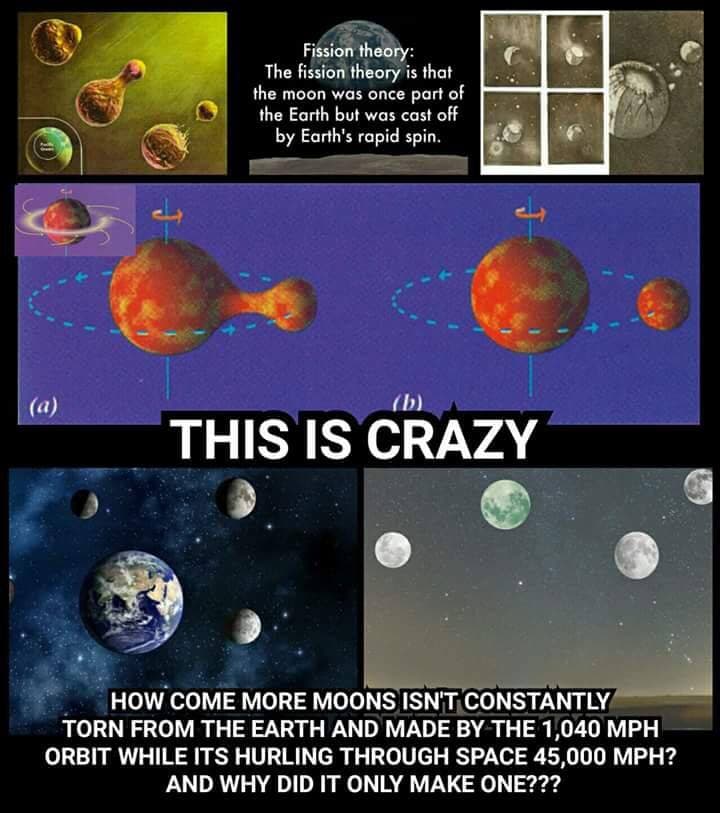 Fission theory:
The fission theory is that
the moon was once part of
the Earth but was cast off
by Earth's rapid spin.
Pacific
Ocean
(a)
(b)
THIS IS CRAZY
HOW COME MORE MOONS ISN'T CONSTANTLY
TORN FROM THE EARTH AND MADE BY THE 1,040 MPH
ORBIT WHILE ITS HURLING THROUGH SPACE 45,000 MPH?
AND WHY DID IT ONLY MAKE ONE???